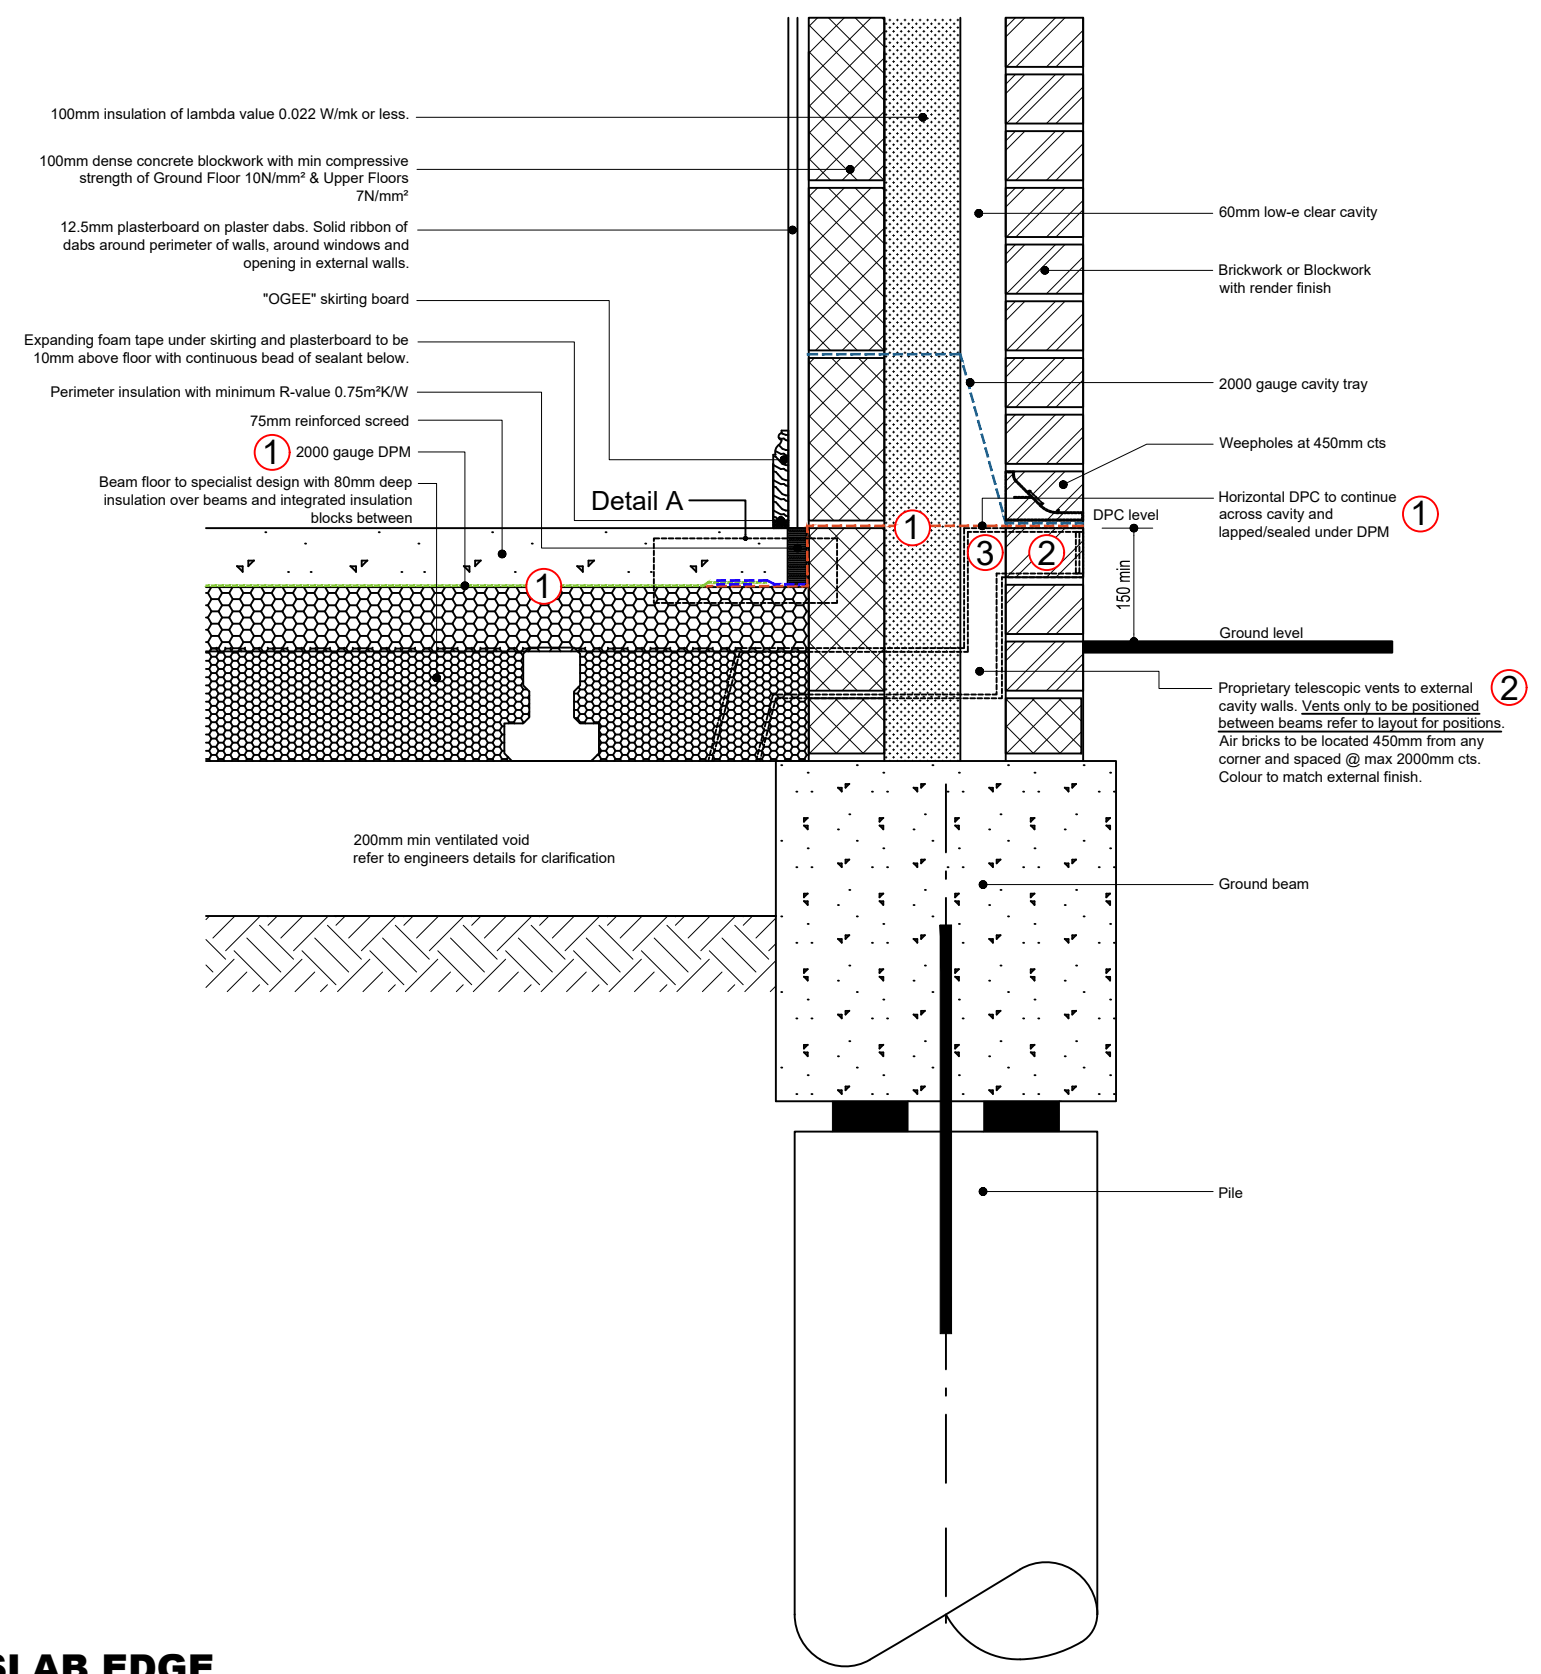 100mm insulation of lambda value 0.022 W/mk or less.
100mm dense concrete blockwork with min compressive
strength of Ground Floor 10N/mm² & Upper Floors
7N/mm²
12.5mm plasterboard on plaster dabs. Solid ribbon of
dabs around perimeter of walls, around windows and
opening in external walls.
"OGEE" skirting board
Expanding foam tape under skirting and plasterboard to be
10mm above floor with continuous bead of sealant below.
Perimeter insulation with minimum R-value 0.75m²K/W
75mm reinforced screed
1 2000 gauge DPM
Beam floor to specialist design with 80mm deep
insulation over beams and integrated insulation
blocks between
Detail A
1
1
3
2
60mm low-e clear cavity
Brickwork or Blockwork
with render finish
2000 gauge cavity tray
Weepholes at 450mm cts
Horizontal DPC to continue
across cavity and
lapped/sealed under DPM
1
DPC level
150 min
Ground level
Proprietary telescopic vents to external
cavity walls. Vents only to be positioned
between beams refer to layout for positions.
Air bricks to be located 450mm from any
corner and spaced @ max 2000mm cts.
Colour to match external finish.
2
200mm min ventilated void
refer to engineers details for clarification
Ground beam
Pile
SLAB EDGE